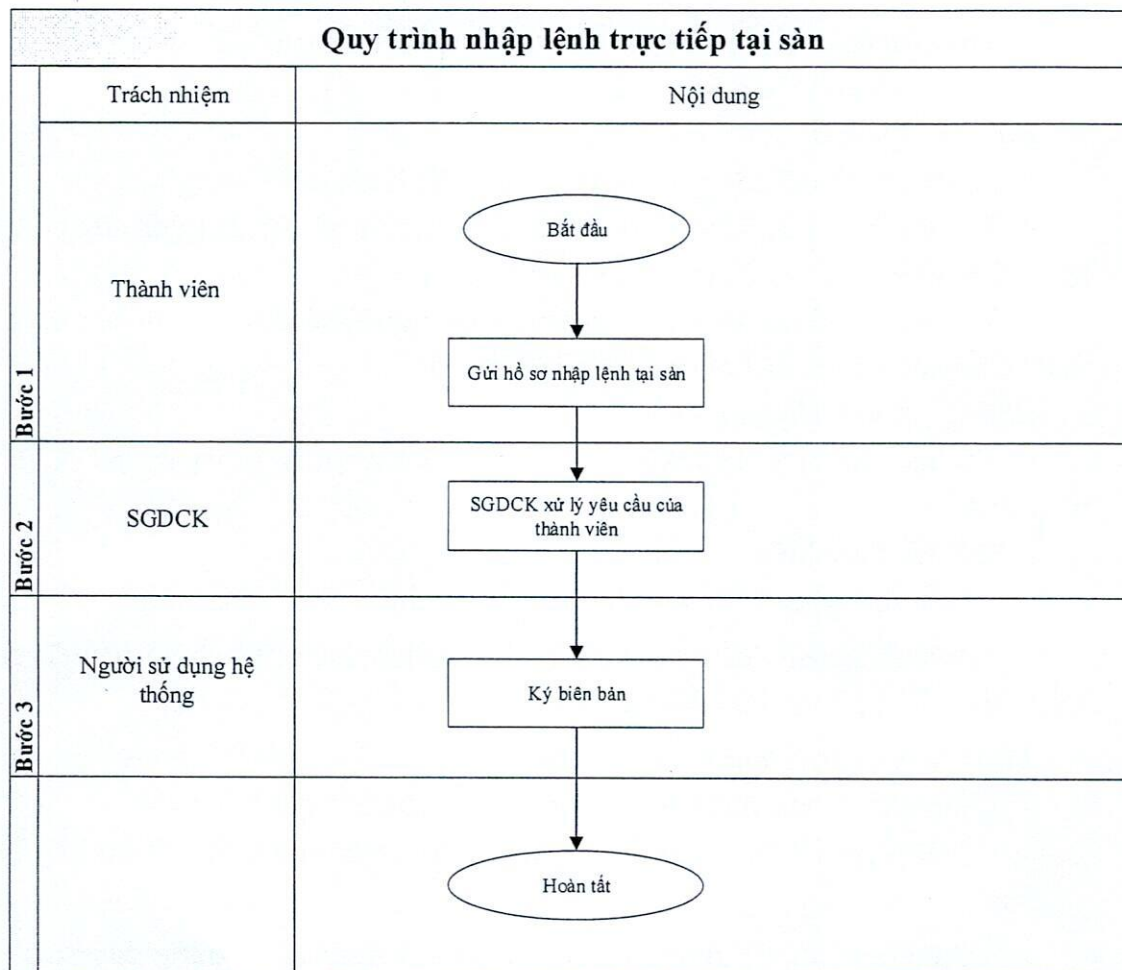 Quy trình nhập lệnh trực tiếp tại sàn
Trách nhiệm
Nội dung
Bước 1
Thành viên
Bắt đầu
Gửi hồ sơ nhập lệnh tại sàn
Bước 2
SGDCK
SGDCK xử lý yêu cầu của
thành viên
Bước 3
Người sử dụng hệ
thống
Ký biên bản
Hoàn tất